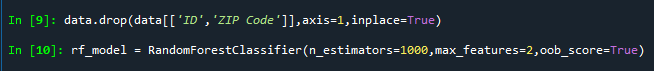 In [9]: data.drop(data[['ID','ZIP Code']],axis=1,inplace=True)
In [10]: rf_model = RandomForestClassifier(n_estimators=1000,max_features=2,oob_score=True)